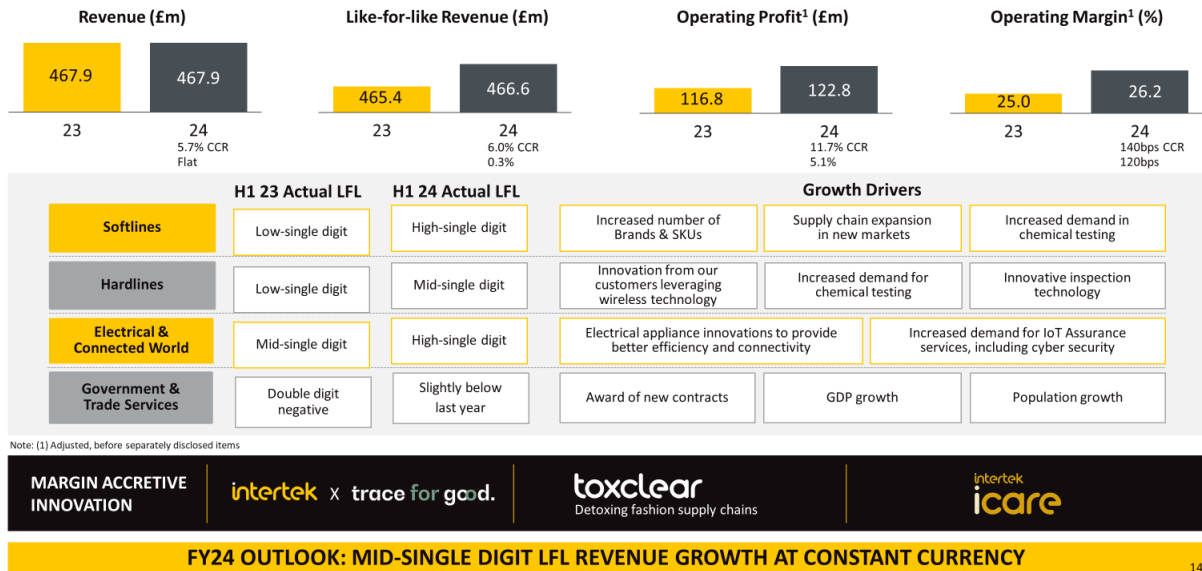 Revenue (£m)
467.9
467.9
23
24
5.7% CCR
Flat
Like-for-like Revenue (£m)
465.4
466.6
23
24
6.0% CCR
0.3%
Operating Profit¹ (£m)
116.8
122.8
23
24
11.7% CCR
5.1%
Operating Margin¹ (%)
25.0
26.2
23
24
140bps CCR
120bps
H1 23 Actual LFL
H1 24 Actual LFL
Growth Drivers
Softlines
Low-single digit
High-single digit
Increased number of
Brands & SKUs
Supply chain expansion
in new markets
Increased demand in
chemical testing
Hardlines
Low-single digit
Mid-single digit
Innovation from our
customers leveraging
wireless technology
Increased demand for
chemical testing
Innovative inspection
technology
Electrical &
Connected World
Mid-single digit
High-single digit
Electrical appliance innovations to provide
better efficiency and connectivity
Increased demand for IoT Assurance
services, including cyber security
Government &
Trade Services
Double digit
negative
Slightly below
last year
Award of new contracts
GDP growth
Population growth
Note: (1) Adjusted, before separately disclosed items
MARGIN ACCRETIVE
INNOVATION
intertek x trace for good.
toxclear
Detoxing fashion supply chains
intertek
icare
FY24 OUTLOOK: MID-SINGLE DIGIT LFL REVENUE GROWTH AT CONSTANT CURRENCY
14